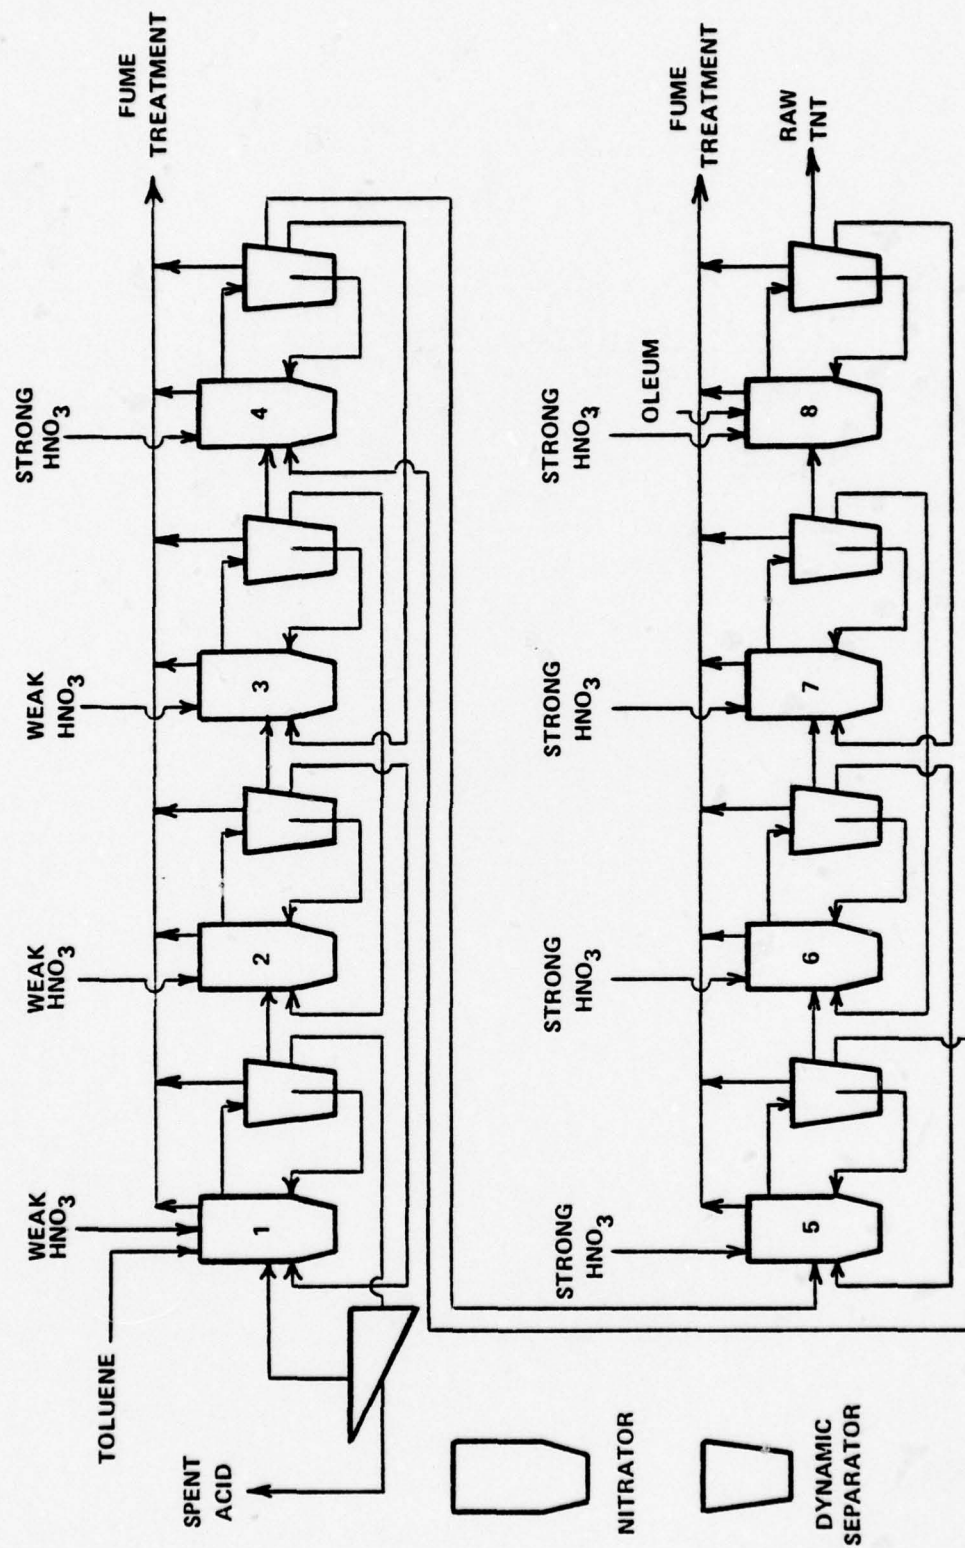 FUME
TREATMENT
STRONG
HNO3
4
WEAK
HNO3
3
WEAK
HNO3
2
WEAK
HNO3
1
TOLUENE
SPENT
ACID
FUME
TREATMENT
RAW
TNT
OLEUM
STRONG
HNO3
8
STRONG
HNO3
7
STRONG
HNO3
6
STRONG
HNO3
5
NITRATOR
DYNAMIC
SEPARATOR